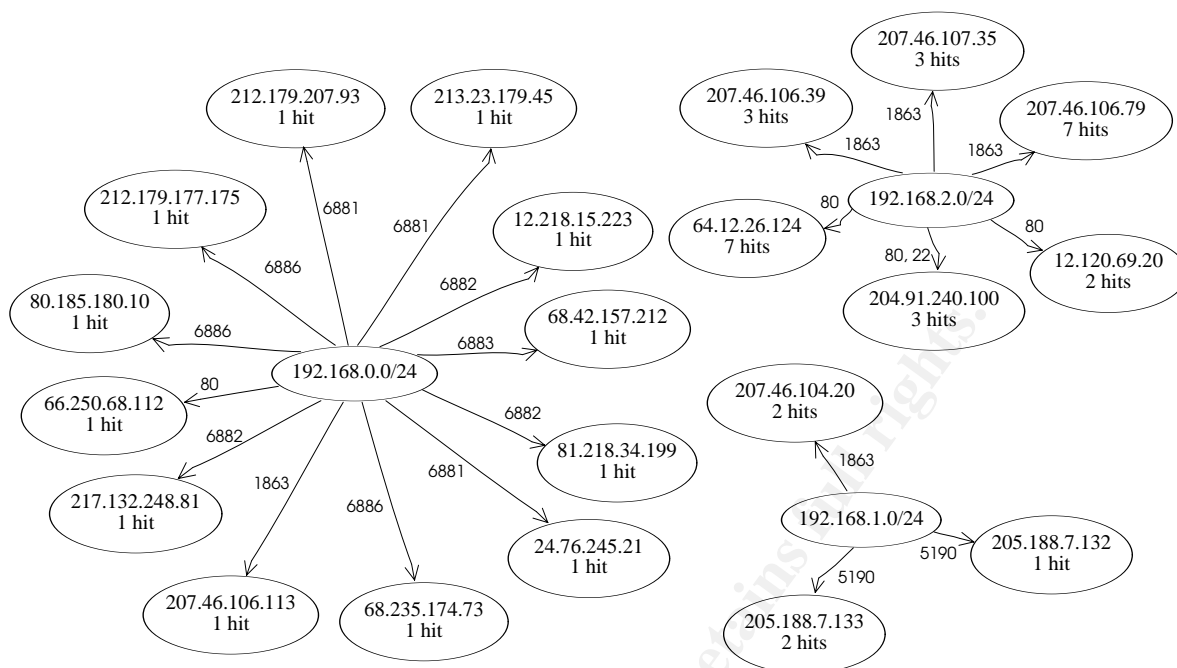 207.46.107.35
3 hits
212.179.207.93
1 hit
213.23.179.45
1 hit
207.46.106.39
3 hits
207.46.106.79
7 hits
1863
1863
1863
212.179.177.175
1 hit
6881
6881
12.218.15.223
1 hit
192.168.2.0/24
80
64.12.26.124
7 hits
80
80, 22
12.120.69.20
2 hits
6886
6882
80.185.180.10
1 hit
204.91.240.100
3 hits
68.42.157.212
1 hit
6886
6883
192.168.0.0/24
80
66.250.68.112
1 hit
207.46.104.20
2 hits
6882
6882
81.218.34.199
1 hit
1863
6881
1863
6886
217.132.248.81
1 hit
192.168.1.0/24
24.76.245.21
1 hit
5190
5190
205.188.7.132
1 hit
207.46.106.113
1 hit
68.235.174.73
1 hit
205.188.7.133
2 hits
etains full rights.